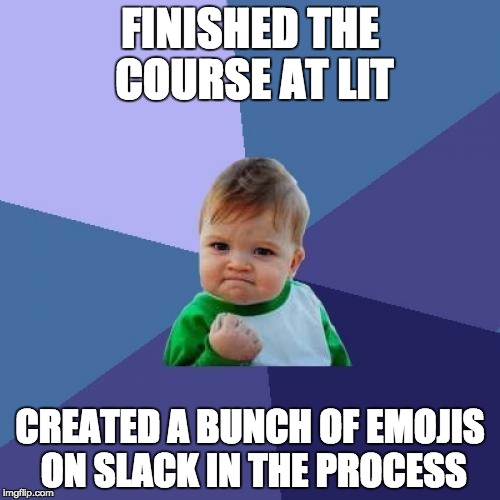 FINISHED THE
COURSE AT LIT
CREATED A BUNCH OF EMOJIS
ON SLACK IN THE PROCESS
imgflip.com